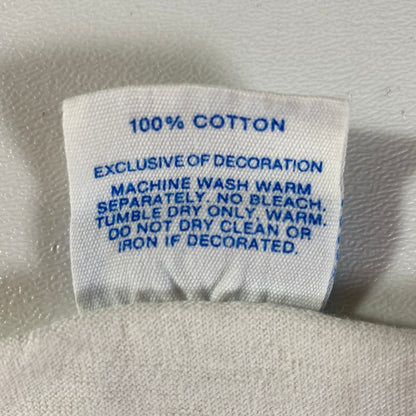 100% COTTON
EXCLUSIVE OF DECORATION
MACHINE WASH WARM
SEPARATELY. NO BLEACH.
TUMBLE DRY ONLY, WARM.
DO NOT DRY CLEAN OR
IRON IF DECORATED.